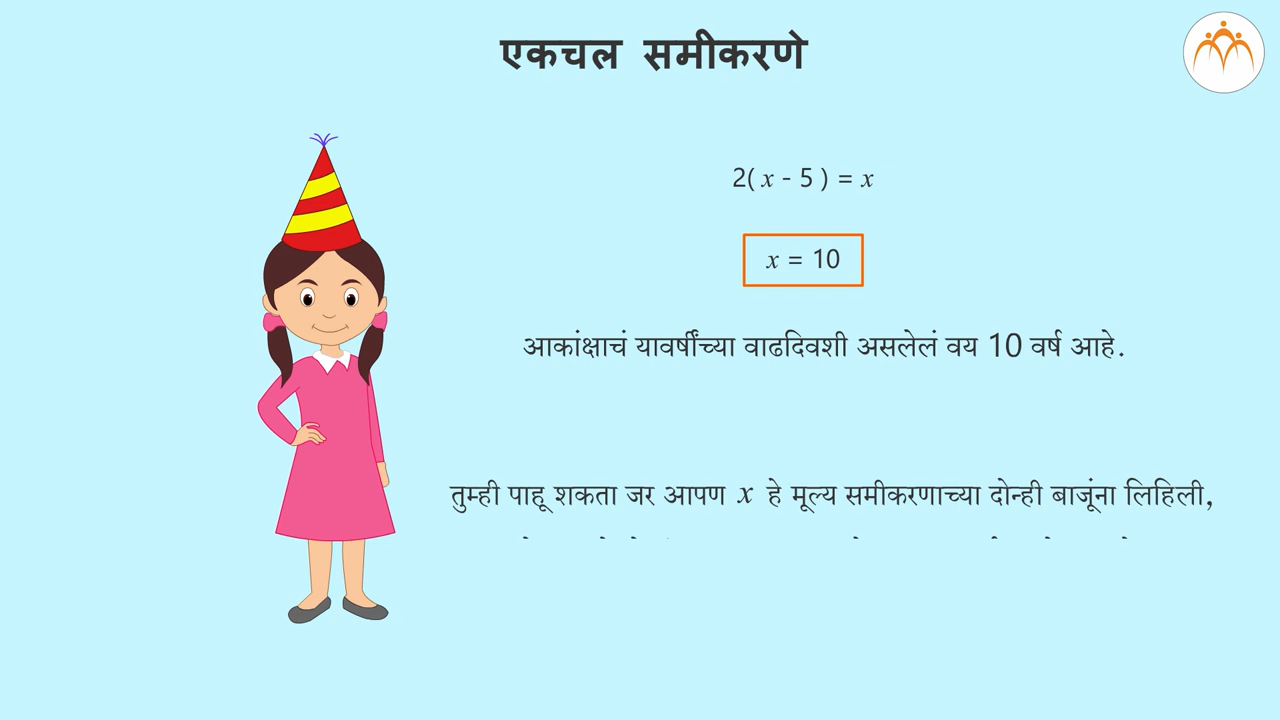 एकचल समीकरणे
2( x - 5 ) = x
x = 10
आकांक्षाचं यावर्षीच्या वाढदिवशी असलेलं वय 10 वर्ष आहे.
तुम्ही पाहू शकता जर आपण x हे मूल्य समीकरणाच्या दोन्ही बाजूंना लिहिली,